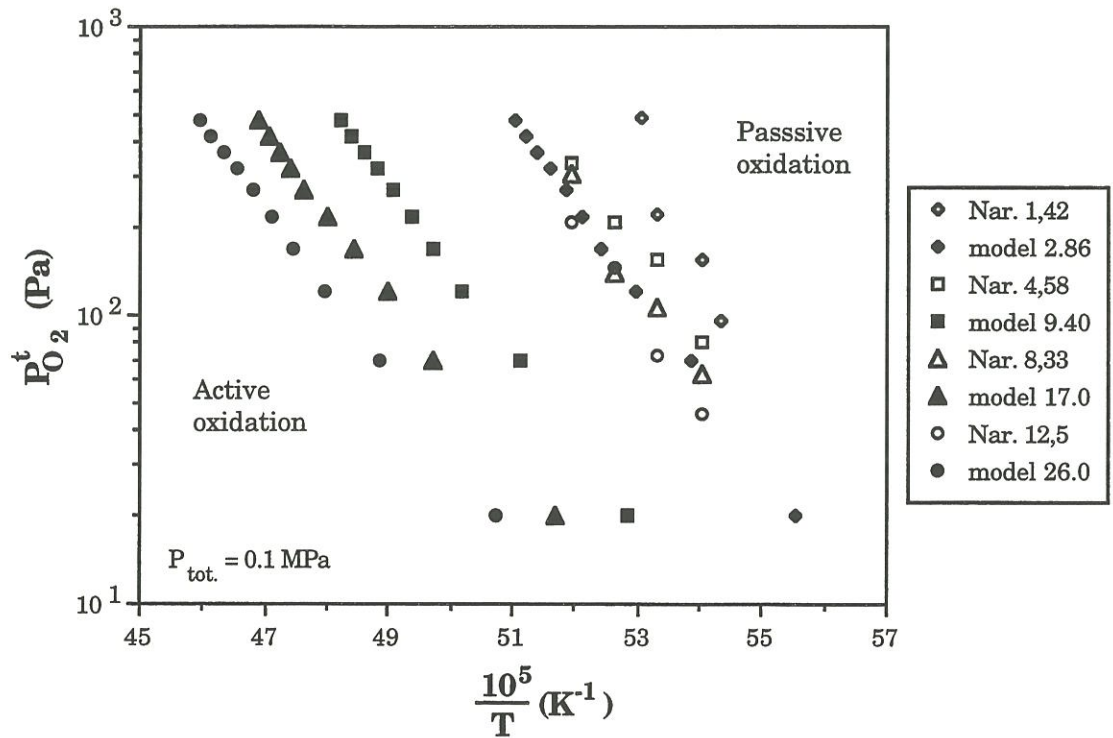 10³
Passsive
oxidation
Nar. 1,42
model 2.86
Nar. 4,58
model 9.40
Nar. 8,33
model 17.0
Nar. 12,5
model 26.0
P^t_O₂ (Pa)
10²
Active
oxidation
P_tot. = 0.1 MPa
10¹
45 47 49 51 53 55 57
10⁵/T (K⁻¹)